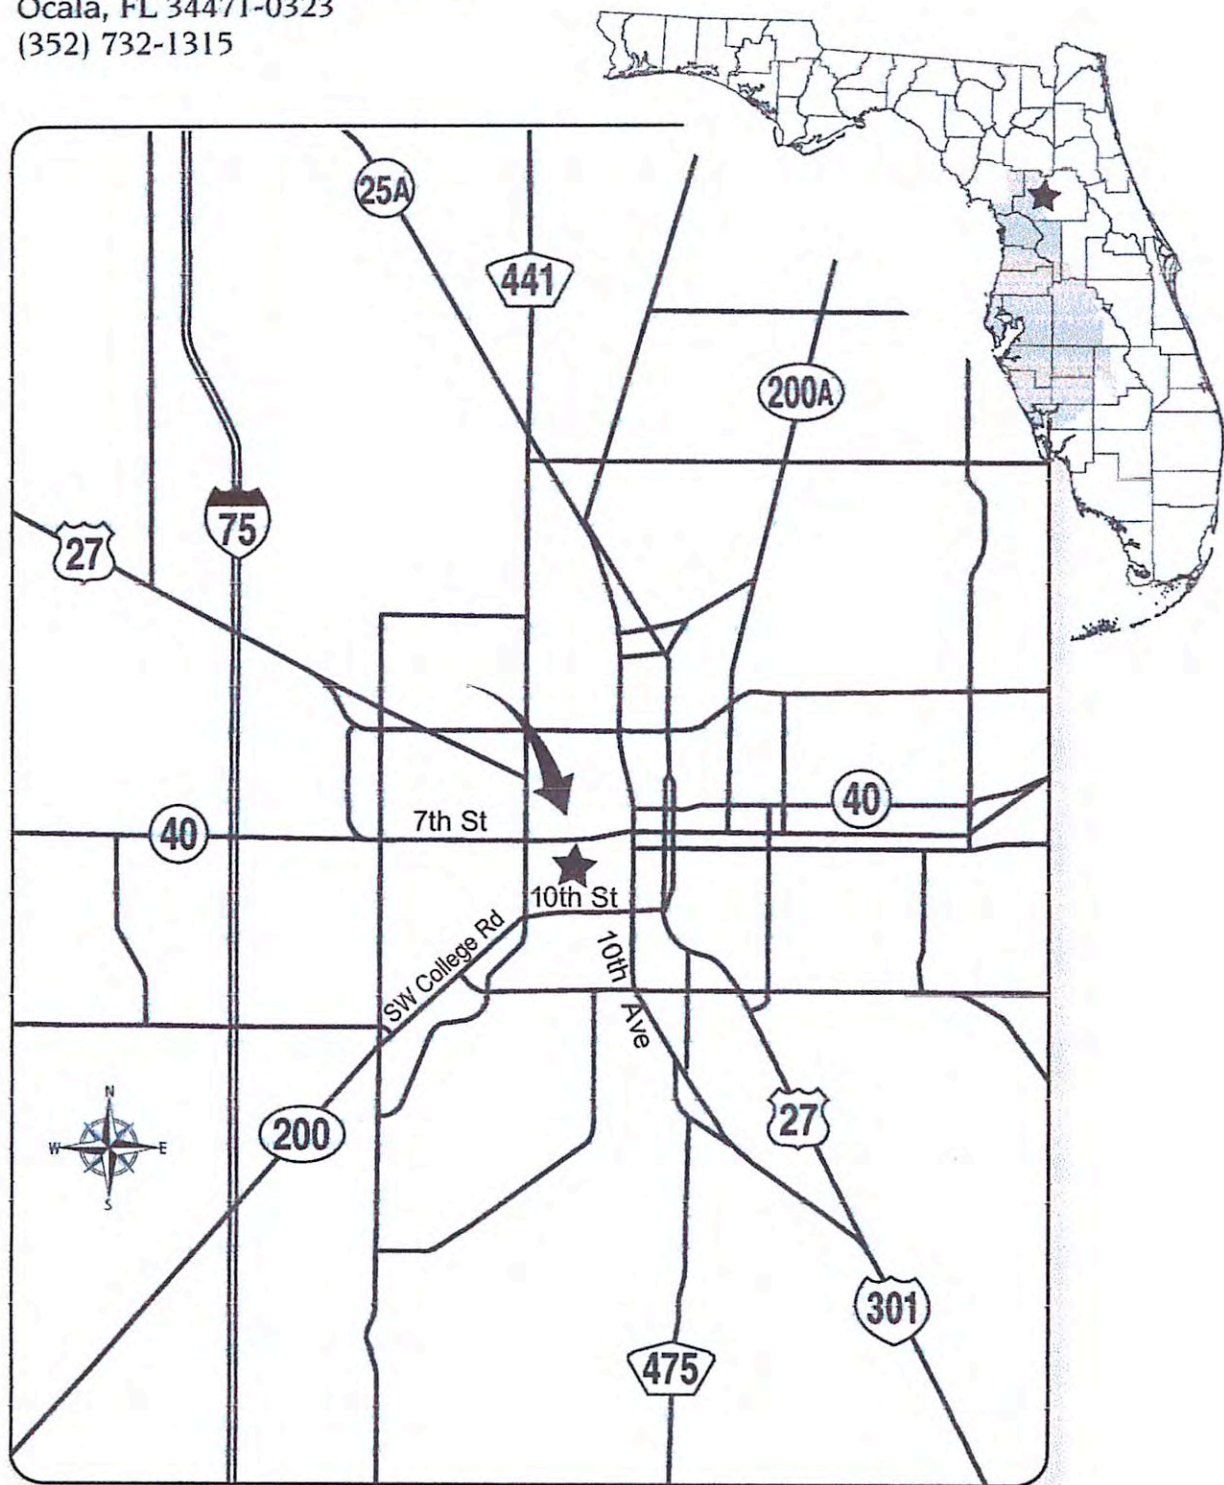 Ocala, FL 34471-0323
(352) 732-1315
25A
441
200A
75
27
40
40
7th St
10th St
SW College Rd
10th Ave
N
W E
S
200
27
301
475